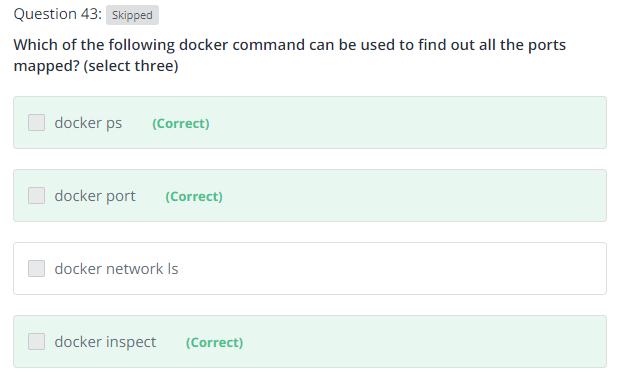 Question 43: Skipped
Which of the following docker command can be used to find out all the ports
mapped? (select three)
docker ps (Correct)
docker port (Correct)
docker network ls
docker inspect (Correct)